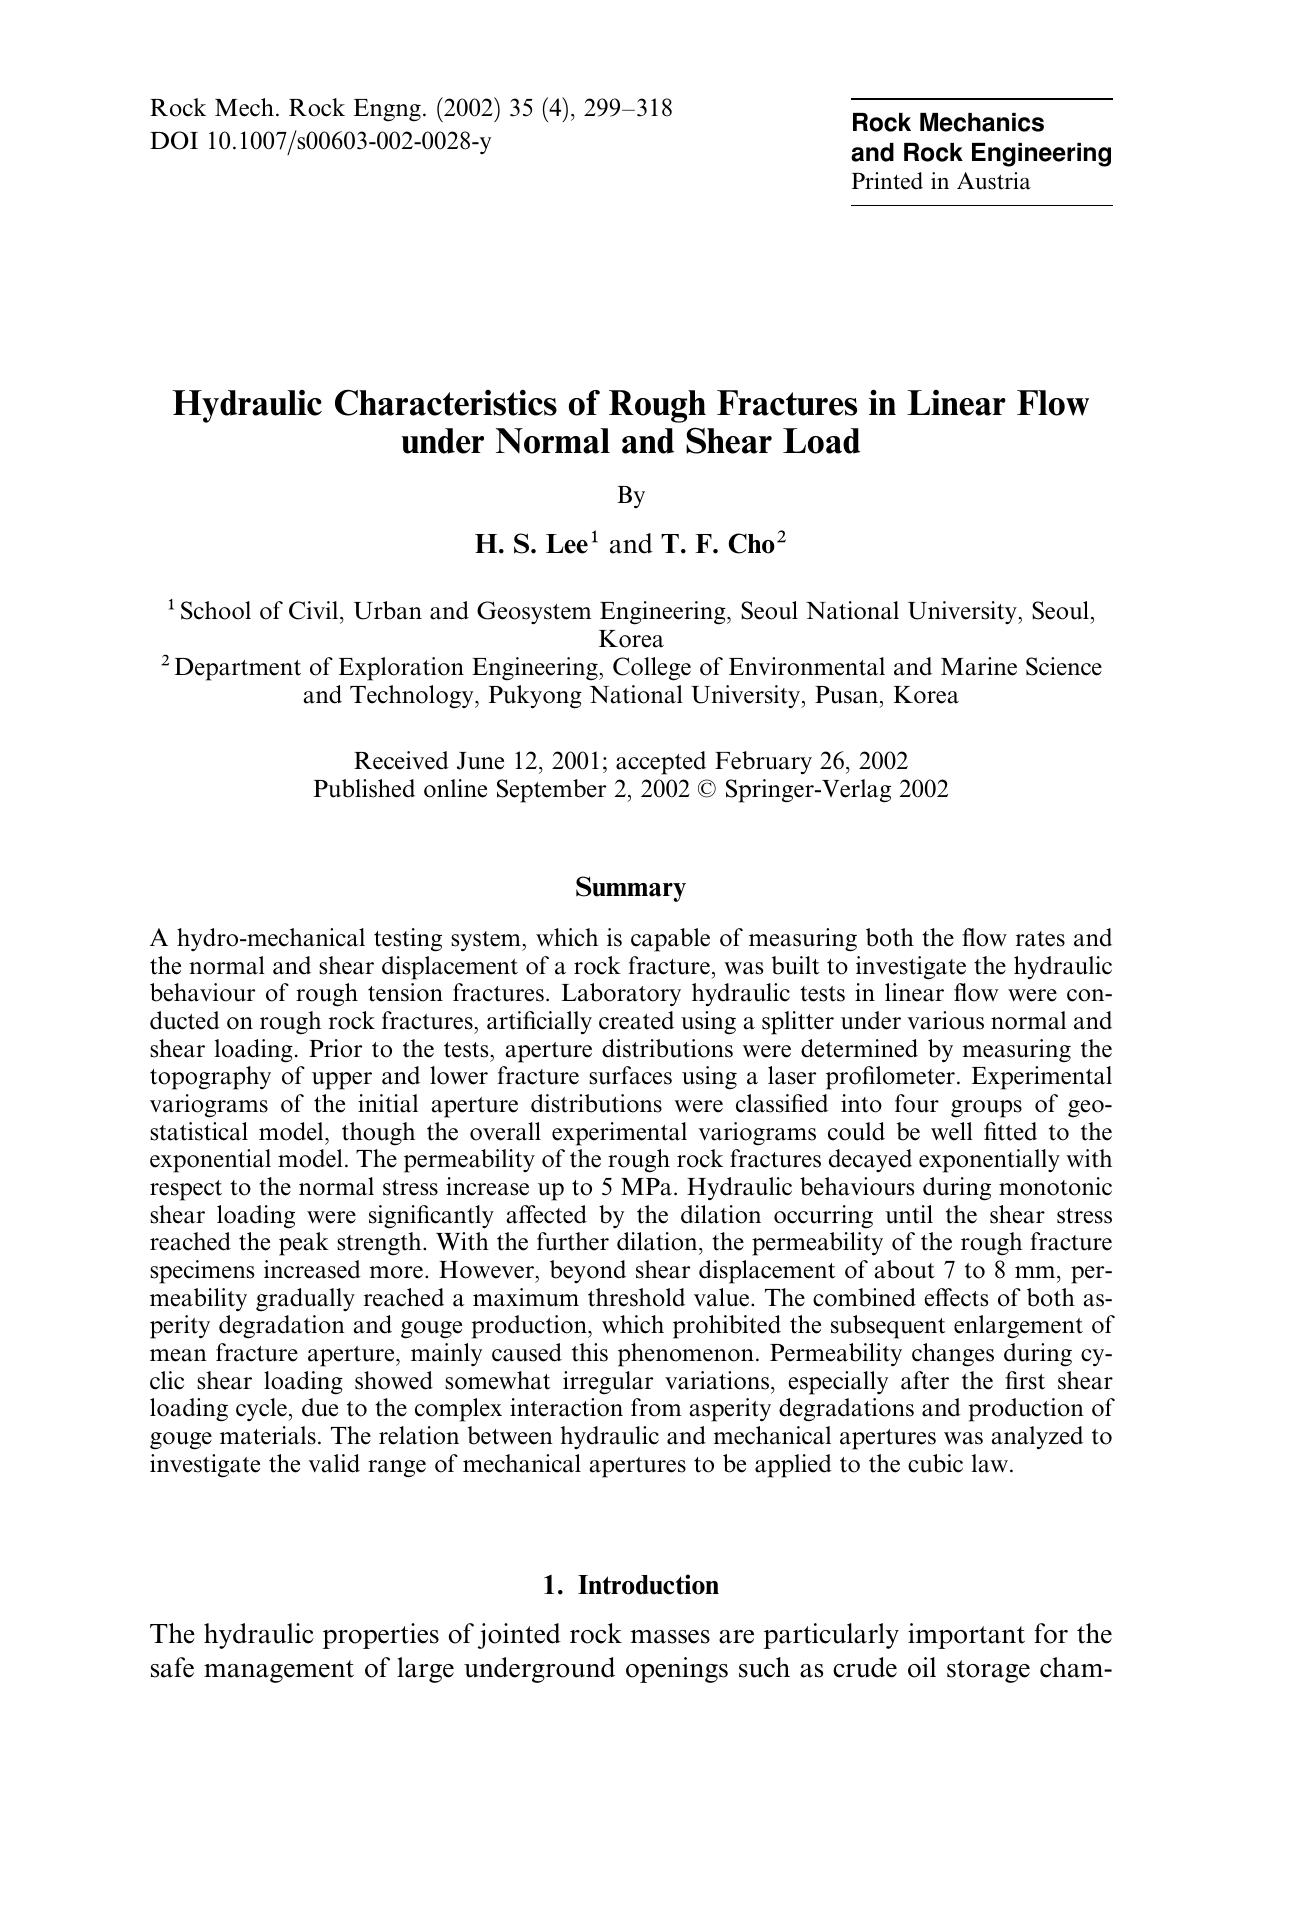 Rock Mech. Rock Engng. (2002) 35 (4), 299–318
DOI 10.1007/s00603-002-0028-y
Rock Mechanics
and Rock Engineering
Printed in Austria
Hydraulic Characteristics of Rough Fractures in Linear Flow
under Normal and Shear Load
By
H. S. Lee¹ and T. F. Cho²
¹ School of Civil, Urban and Geosystem Engineering, Seoul National University, Seoul,
Korea
² Department of Exploration Engineering, College of Environmental and Marine Science
and Technology, Pukyong National University, Pusan, Korea
Received June 12, 2001; accepted February 26, 2002
Published online September 2, 2002 © Springer-Verlag 2002
Summary
A hydro-mechanical testing system, which is capable of measuring both the flow rates and
the normal and shear displacement of a rock fracture, was built to investigate the hydraulic
behaviour of rough tension fractures. Laboratory hydraulic tests in linear flow were con-
ducted on rough rock fractures, artificially created using a splitter under various normal and
shear loading. Prior to the tests, aperture distributions were determined by measuring the
topography of upper and lower fracture surfaces using a laser profilometer. Experimental
variograms of the initial aperture distributions were classified into four groups of geo-
statistical model, though the overall experimental variograms could be well fitted to the
exponential model. The permeability of the rough rock fractures decayed exponentially with
respect to the normal stress increase up to 5 MPa. Hydraulic behaviours during monotonic
shear loading were significantly affected by the dilation occurring until the shear stress
reached the peak strength. With the further dilation, the permeability of the rough fracture
specimens increased more. However, beyond shear displacement of about 7 to 8 mm, per-
meability gradually reached a maximum threshold value. The combined effects of both as-
perity degradation and gouge production, which prohibited the subsequent enlargement of
mean fracture aperture, mainly caused this phenomenon. Permeability changes during cy-
clic shear loading showed somewhat irregular variations, especially after the first shear
loading cycle, due to the complex interaction from asperity degradations and production of
gouge materials. The relation between hydraulic and mechanical apertures was analyzed to
investigate the valid range of mechanical apertures to be applied to the cubic law.
1. Introduction
The hydraulic properties of jointed rock masses are particularly important for the
safe management of large underground openings such as crude oil storage cham-